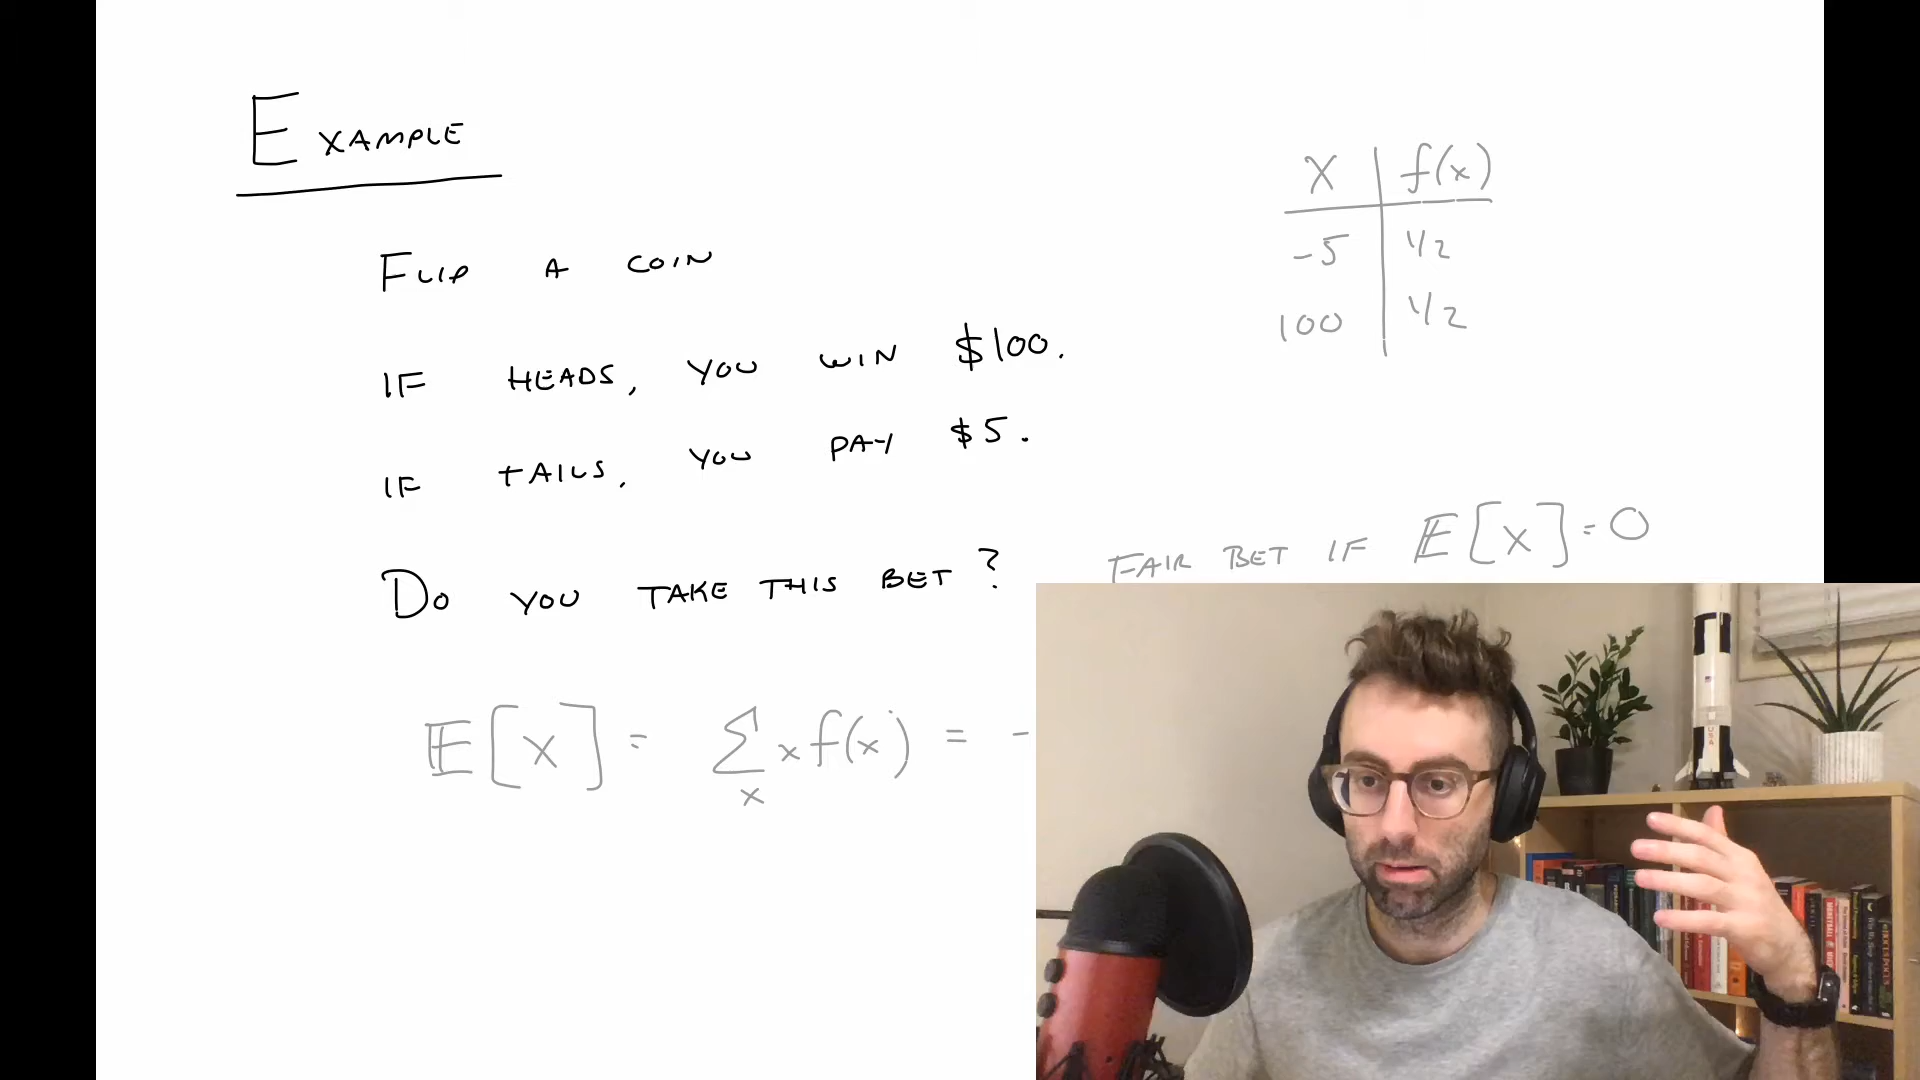 EXAMPLE
FLIP A COIN
IF HEADS, YOU WIN $100.
IF TAILS, YOU PAY $5.
DO YOU TAKE THIS BET?
X f(x)
-5 1/2
100 1/2
FAIR BET IF E[X]=0
E[X] = ∑ x f(x) = -
x
USA